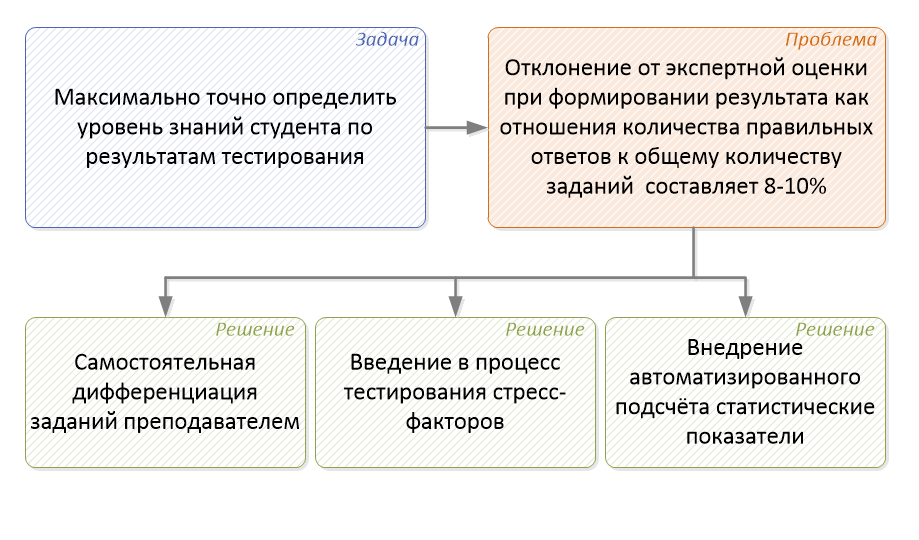 Задача
Максимально точно определить
уровень знаний студента по
результатам тестирования
Проблема
Отклонение от экспертной оценки
при формировании результата как
отношения количества правильных
ответов к общему количеству
заданий  составляет 8-10%
Решение
Самостоятельная
дифференциация
заданий преподавателем
Решение
Введение в процесс
тестирования стресс-
факторов
Решение
Внедрение
автоматизированного
подсчёта статистические
показатели